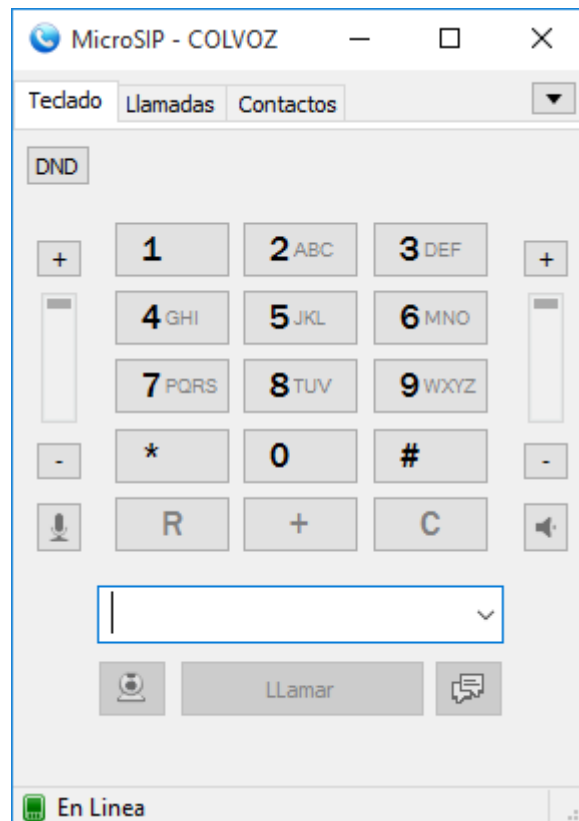 MicroSIP - COLVOZ
Teclado Llamadas Contactos
DND
+ 1 2 ABC 3 DEF +
4 GHI 5 JKL 6 MNO
7 PQRS 8 TUV 9 WXYZ
- * 0 # -
R + C
LLamar
En Linea